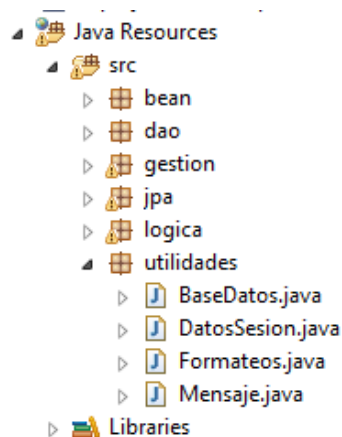 Java Resources
src
bean
dao
gestion
jpa
logica
utilidades
BaseDatos.java
DatosSesion.java
Formateos.java
Mensaje.java
Libraries